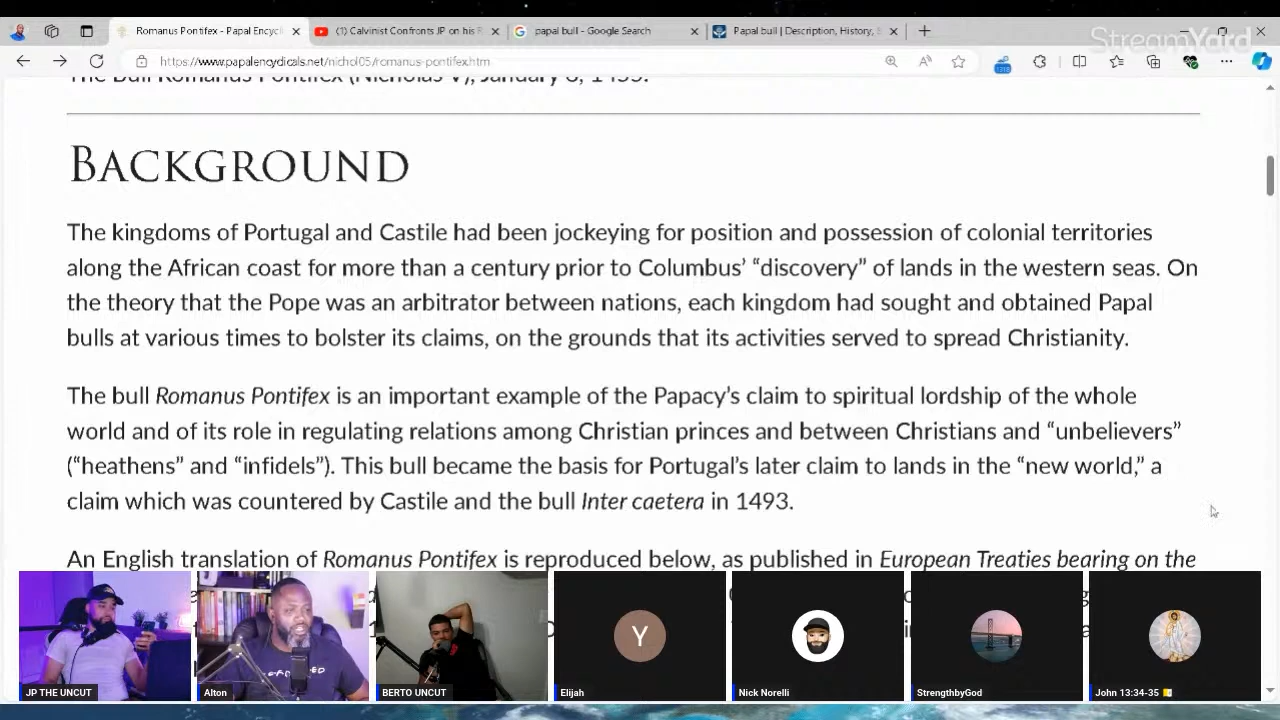 Romanus Pontifex - Papal Encycl
(1) Calvinist Confronts JP on his R
papal bull - Google Search
Papal bull | Description, History, S
StreamYard
https://www.papalencyclicals.net/nichol05/romanus-pontifex.htm
The Bull Romanus Pontifex (Nicholas V), January 8, 1455.
BACKGROUND
The kingdoms of Portugal and Castile had been jockeying for position and possession of colonial territories
along the African coast for more than a century prior to Columbus’ “discovery” of lands in the western seas. On
the theory that the Pope was an arbitrator between nations, each kingdom had sought and obtained Papal
bulls at various times to bolster its claims, on the grounds that its activities served to spread Christianity.
The bull Romanus Pontifex is an important example of the Papacy’s claim to spiritual lordship of the whole
world and of its role in regulating relations among Christian princes and between Christians and “unbelievers”
(“heathens” and “infidels”). This bull became the basis for Portugal’s later claim to lands in the “new world,” a
claim which was countered by Castile and the bull Inter caetera in 1493.
An English translation of Romanus Pontifex is reproduced below, as published in European Treaties bearing on the
Y
JP THE UNCUT
Alton
BERTO UNCUT
Elijah
Nick Norelli
StrengthbyGod
John 13:34-35